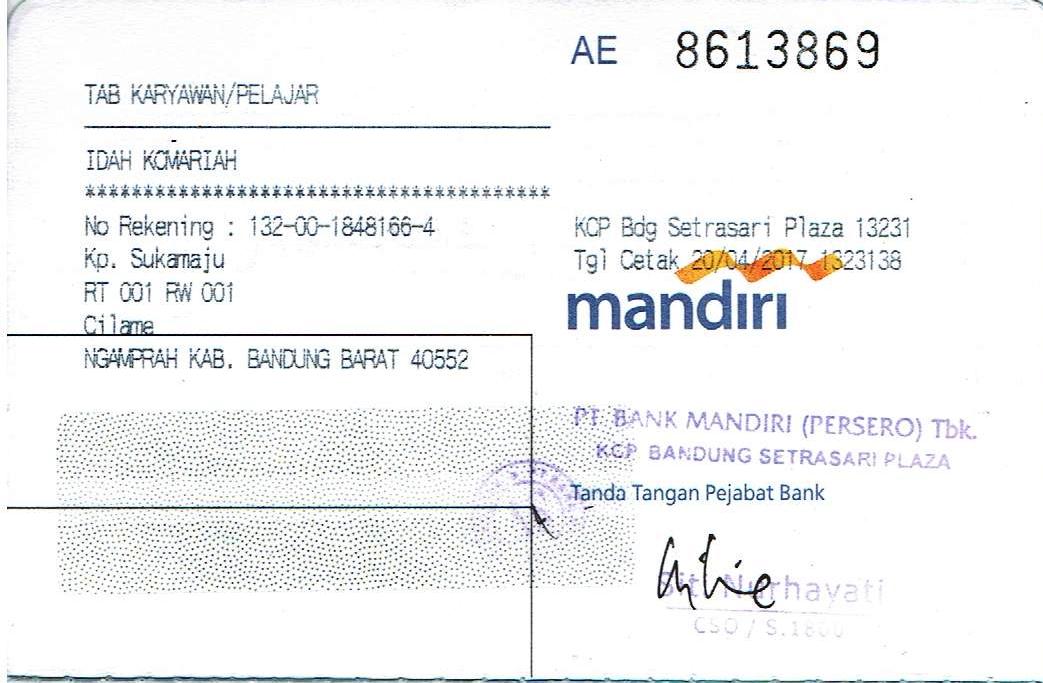 AE 8613869
TAB KARYAWAN/PELAJAR
IDAH KOMARIAH
****************************************
No Rekening : 132-00-1848166-4
Kp. Sukamaju
RT 001 RW 001
Cilame
NGAMPRAH KAB. BANDUNG BARAT 40552
KCP Bdg Setrasari Plaza 13231
Tgl Cetak 20/04/2017 1323138
mandiri
PT. BANK MANDIRI (PERSERO) Tbk.
KCP BANDUNG SETRASARI PLAZA
Tanda Tangan Pejabat Bank
Siti Nurhayati
CSO / S.1800